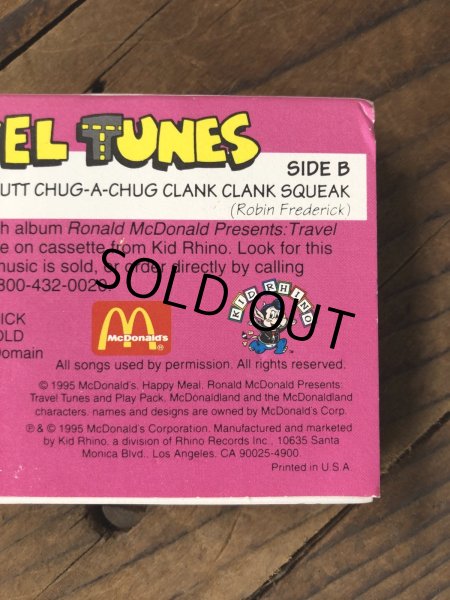 EL TUNES
SIDE B
UTT CHUG-A-CHUG CLANK CLANK SQUEAK
(Robin Frederick)
h album Ronald McDonald Presents: Travel
e on cassette from Kid Rhino. Look for this
music is sold, or order directly by calling
800-432-002
SOLD OUT
ICK
OLD
Domain
McDonald's
KID RHINO
All songs used by permission. All rights reserved.
© 1995 McDonald's. Happy Meal, Ronald McDonald Presents:
Travel Tunes and Play Pack, McDonaldland and the McDonaldland
characters, names and designs are owned by McDonald's Corp.
℗ & © 1995 McDonald's Corporation. Manufactured and marketed
by Kid Rhino, a division of Rhino Records Inc., 10635 Santa
Monica Blvd., Los Angeles, CA 90025-4900.
Printed in U.S.A.